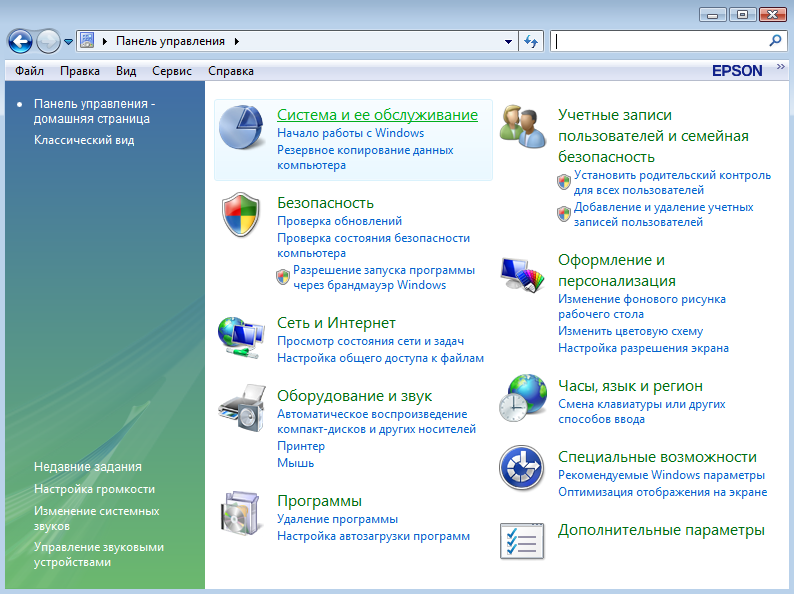 Панель управления
Файл Правка Вид Сервис Справка
EPSON
Панель управления -
домашняя страница
Классический вид
Недавние задания
Настройка громкости
Изменение системных
звуков
Управление звуковыми
устройствами
Система и ее обслуживание
Начало работы с Windows
Резервное копирование данных
компьютера
Безопасность
Проверка обновлений
Проверка состояния безопасности
компьютера
Разрешение запуска программы
через брандмауэр Windows
Сеть и Интернет
Просмотр состояния сети и задач
Настройка общего доступа к файлам
Оборудование и звук
Автоматическое воспроизведение
компакт-дисков и других носителей
Принтер
Мышь
Программы
Удаление программы
Настройка автозагрузки программ
Учетные записи
пользователей и семейная
безопасность
Установить родительский контроль
для всех пользователей
Добавление и удаление учетных
записей пользователей
Оформление и
персонализация
Изменение фонового рисунка
рабочего стола
Изменить цветовую схему
Настройка разрешения экрана
Часы, язык и регион
Смена клавиатуры или других
способов ввода
Специальные возможности
Рекомендуемые Windows параметры
Оптимизация отображения на экране
Дополнительные параметры